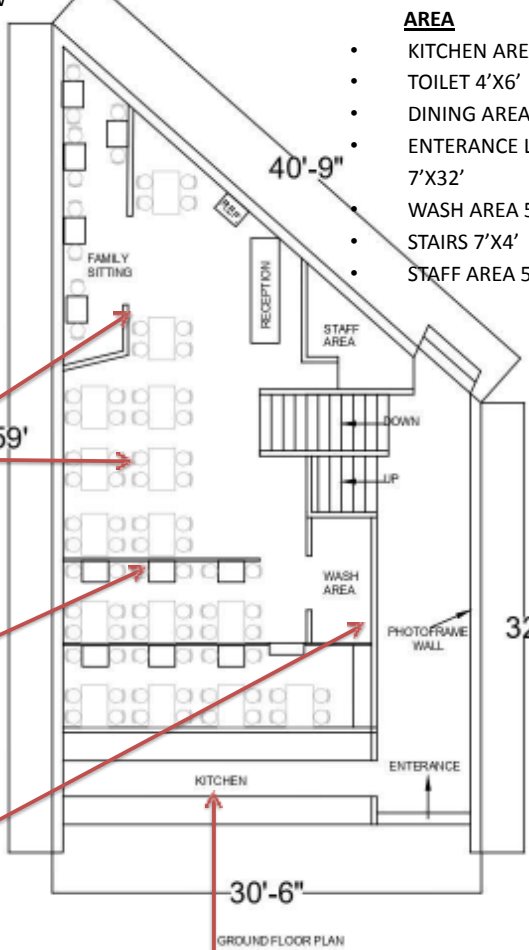 AREA
• KITCHEN ARE
• TOILET 4'X6'
• DINING AREA
• ENTERANCE L
7'X32'
• WASH AREA 5
• STAIRS 7'X4'
• STAFF AREA 5
40'-9"
REF
FAMILY
SITTING
RECEPTION
STAFF
AREA
DOWN
59'
UP
WASH
AREA
PHOTOFRAME
WALL
32
ENTERANCE
KITCHEN
30'-6"
GROUND FLOOR PLAN